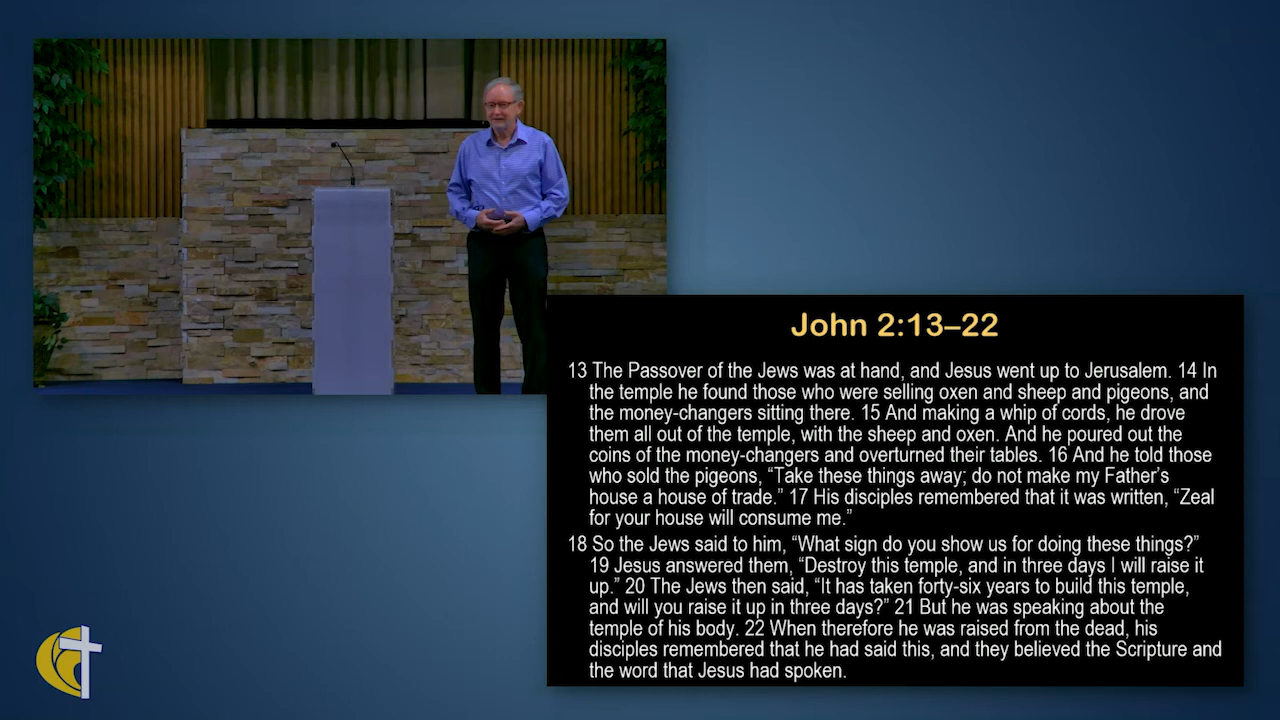 John 2:13–22
13 The Passover of the Jews was at hand, and Jesus went up to Jerusalem. 14 In
the temple he found those who were selling oxen and sheep and pigeons, and
the money-changers sitting there. 15 And making a whip of cords, he drove
them all out of the temple, with the sheep and oxen. And he poured out the
coins of the money-changers and overturned their tables. 16 And he told those
who sold the pigeons, “Take these things away; do not make my Father’s
house a house of trade.” 17 His disciples remembered that it was written, “Zeal
for your house will consume me.”
18 So the Jews said to him, “What sign do you show us for doing these things?”
19 Jesus answered them, “Destroy this temple, and in three days I will raise it
up.” 20 The Jews then said, “It has taken forty-six years to build this temple,
and will you raise it up in three days?” 21 But he was speaking about the
temple of his body. 22 When therefore he was raised from the dead, his
disciples remembered that he had said this, and they believed the Scripture and
the word that Jesus had spoken.